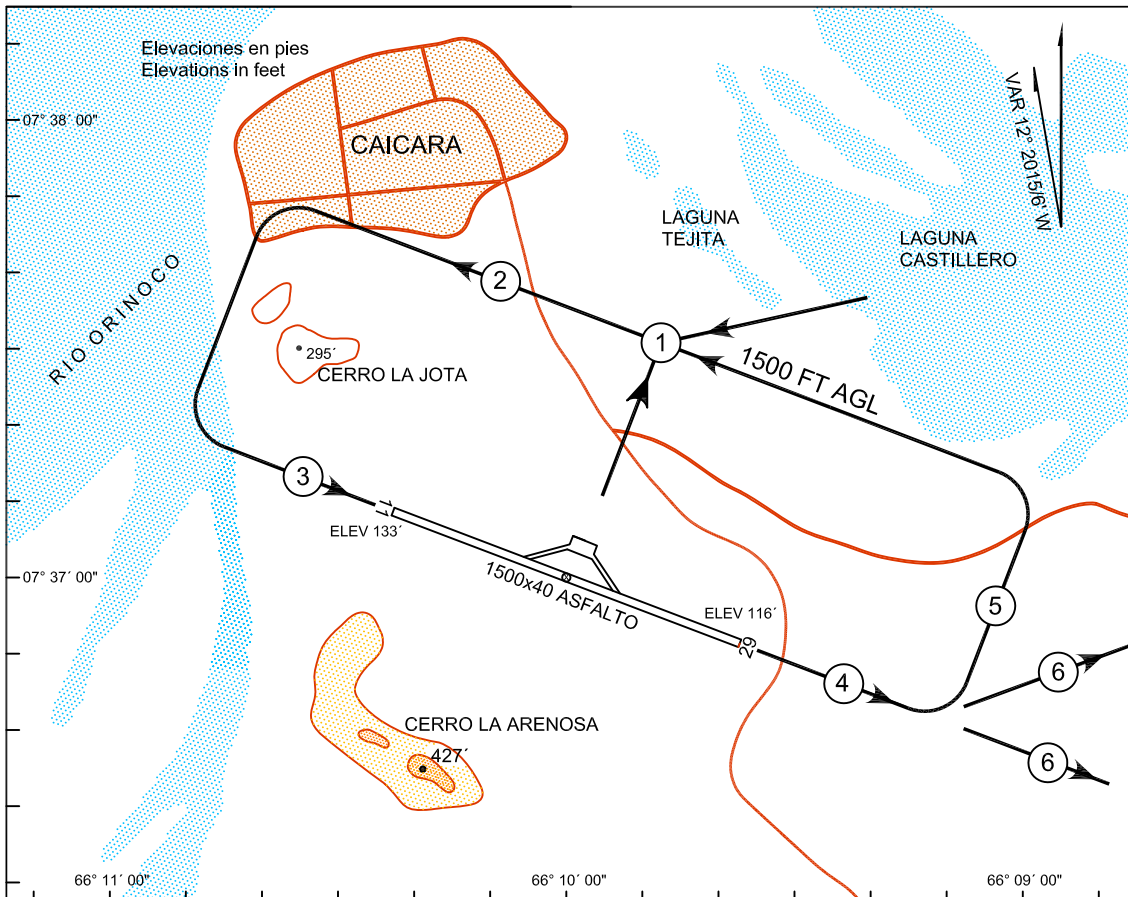 Elevaciones en pies
Elevations in feet
07° 38´ 00"
CAICARA
VAR 12° 2015/6' W
LAGUNA
TEJITA
LAGUNA
CASTILLERO
RIO ORINOCO
2
1
1500 FT AGL
295´
CERRO LA JOTA
3
11
ELEV 133´
07° 37´ 00"
1500x40 ASFALTO
ELEV 116´
29
5
4
6
6
CERRO LA ARENOSA
427´
66° 11´ 00"
66° 10´ 00"
66° 09´ 00"